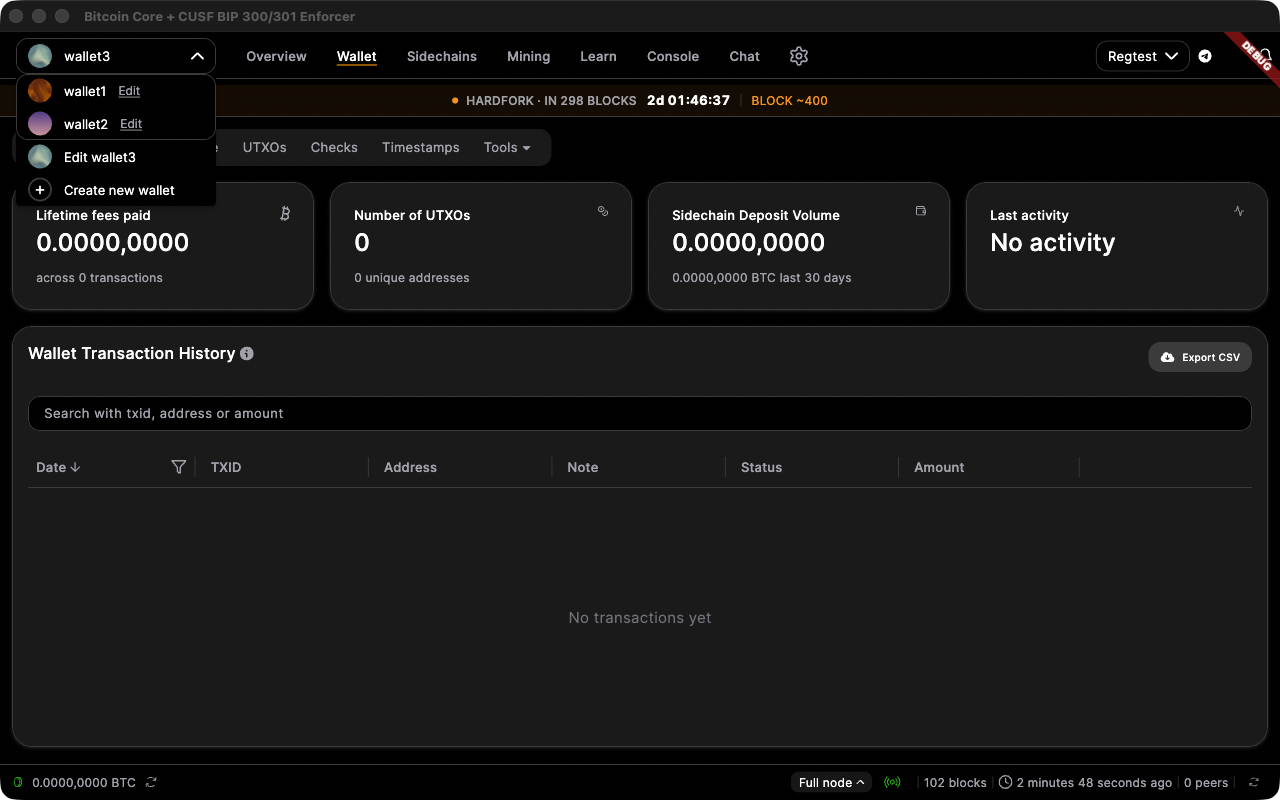 Bitcoin Core + CUSF BIP 300/301 Enforcer
wallet3
Overview
Wallet
Sidechains
Mining
Learn
Console
Chat
Regtest
DEBUG
wallet1 Edit
wallet2 Edit
Edit wallet3
Create new wallet
HARDFORK · IN 298 BLOCKS 2d 01:46:37 BLOCK ~400
UTXOs
Checks
Timestamps
Tools
Lifetime fees paid
0.0000,0000
across 0 transactions
Number of UTXOs
0
0 unique addresses
Sidechain Deposit Volume
0.0000,0000
0.0000,0000 BTC last 30 days
Last activity
No activity
Wallet Transaction History
Export CSV
Search with txid, address or amount
Date
TXID
Address
Note
Status
Amount
No transactions yet
0.0000,0000 BTC
Full node
102 blocks
2 minutes 48 seconds ago
0 peers